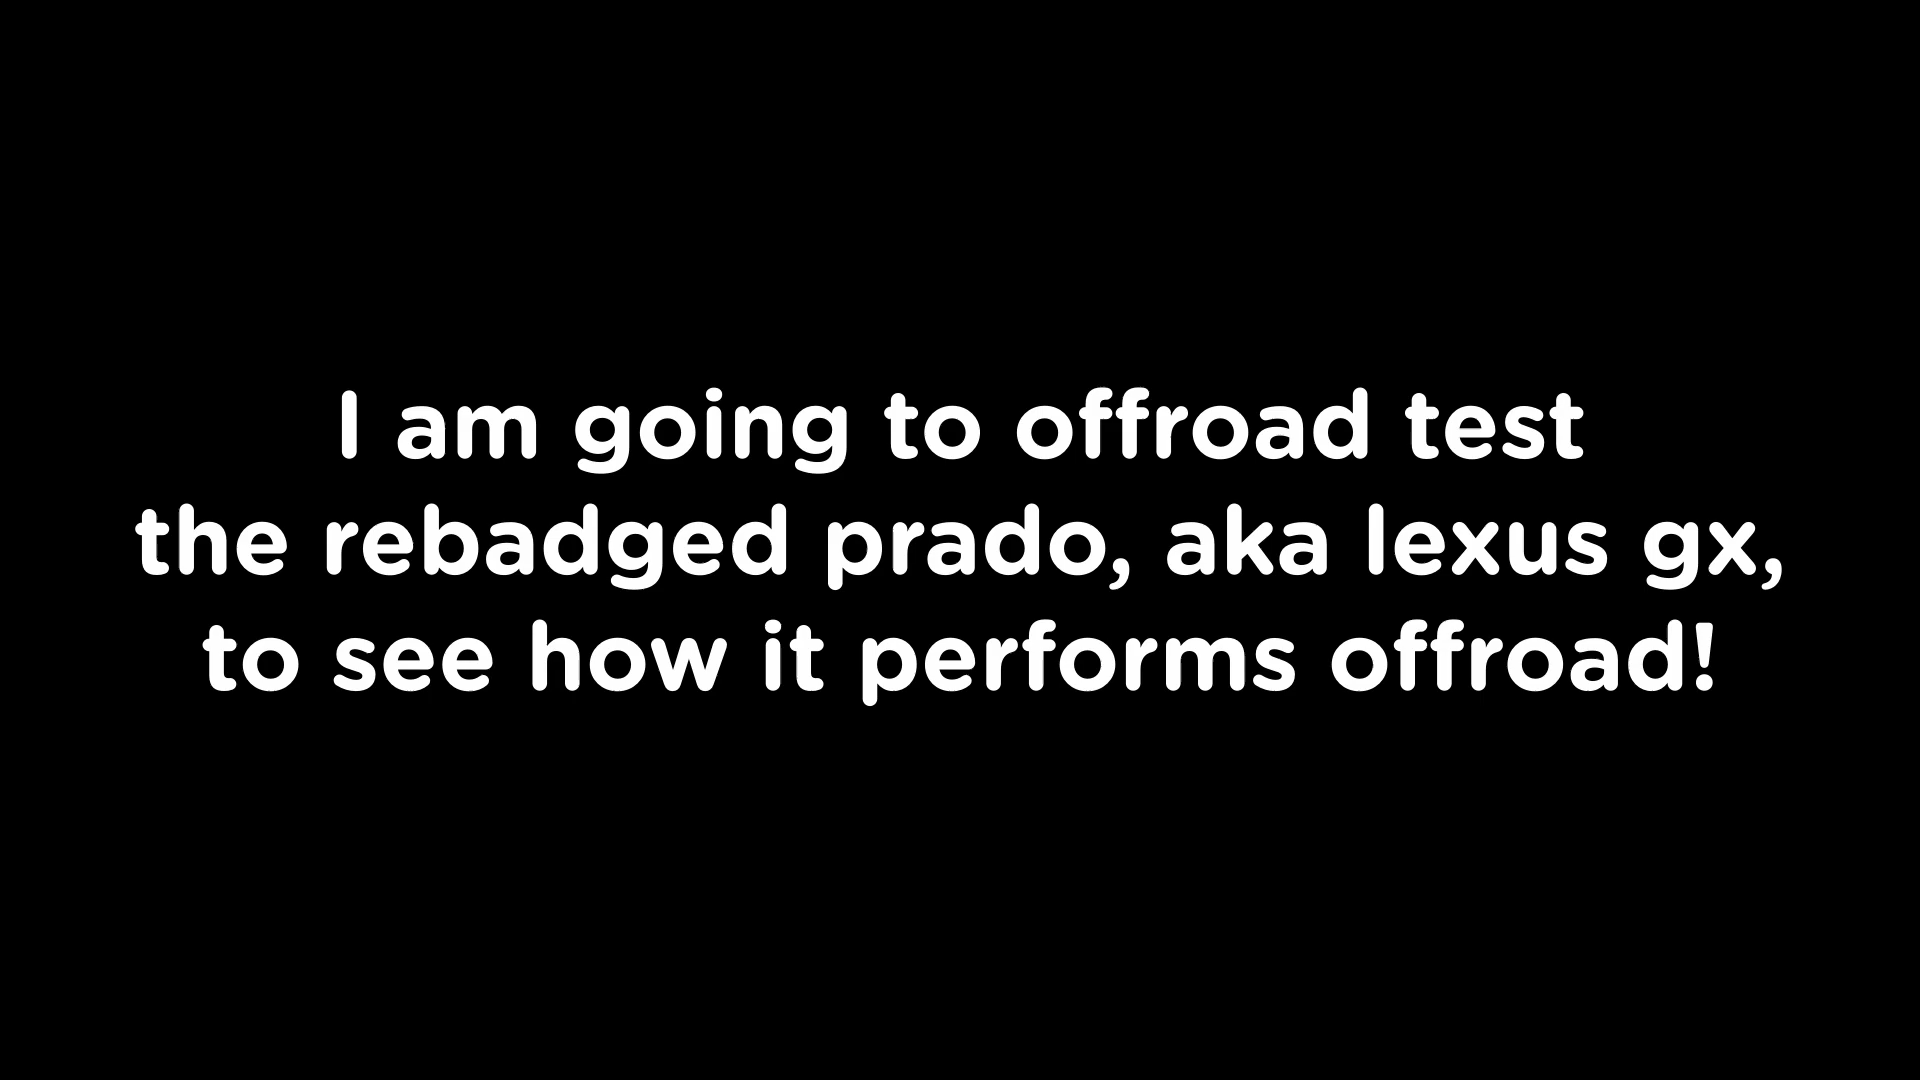 I am going to offroad test
the rebadged prado, aka lexus gx,
to see how it performs offroad!